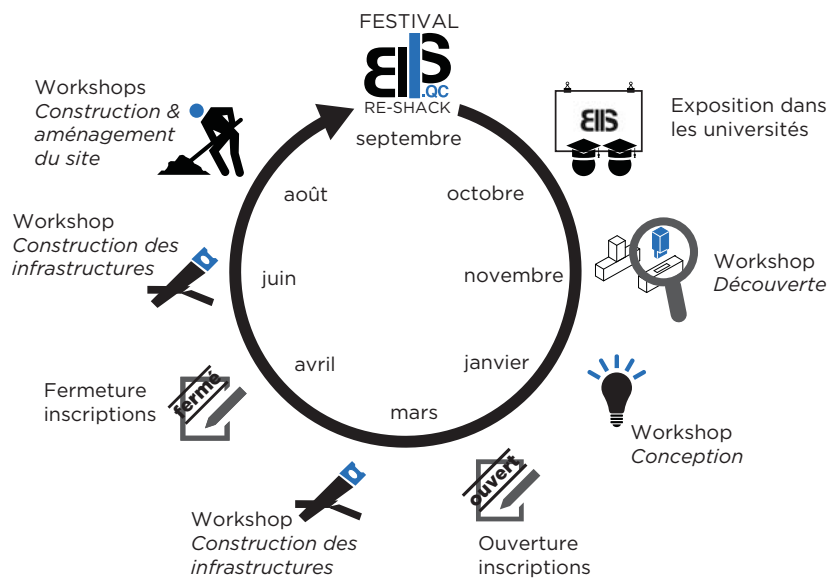 FESTIVAL
EIIS
.QC
RE-SHACK
septembre
octobre
novembre
janvier
mars
avril
juin
août
EIIS
Exposition dans
les universités
Workshop
Découverte
Workshop
Conception
ouvert
Ouverture
inscriptions
Workshop
Construction des
infrastructures
fermé
Fermeture
inscriptions
Workshop
Construction des
infrastructures
Workshops
Construction &
aménagement
du site